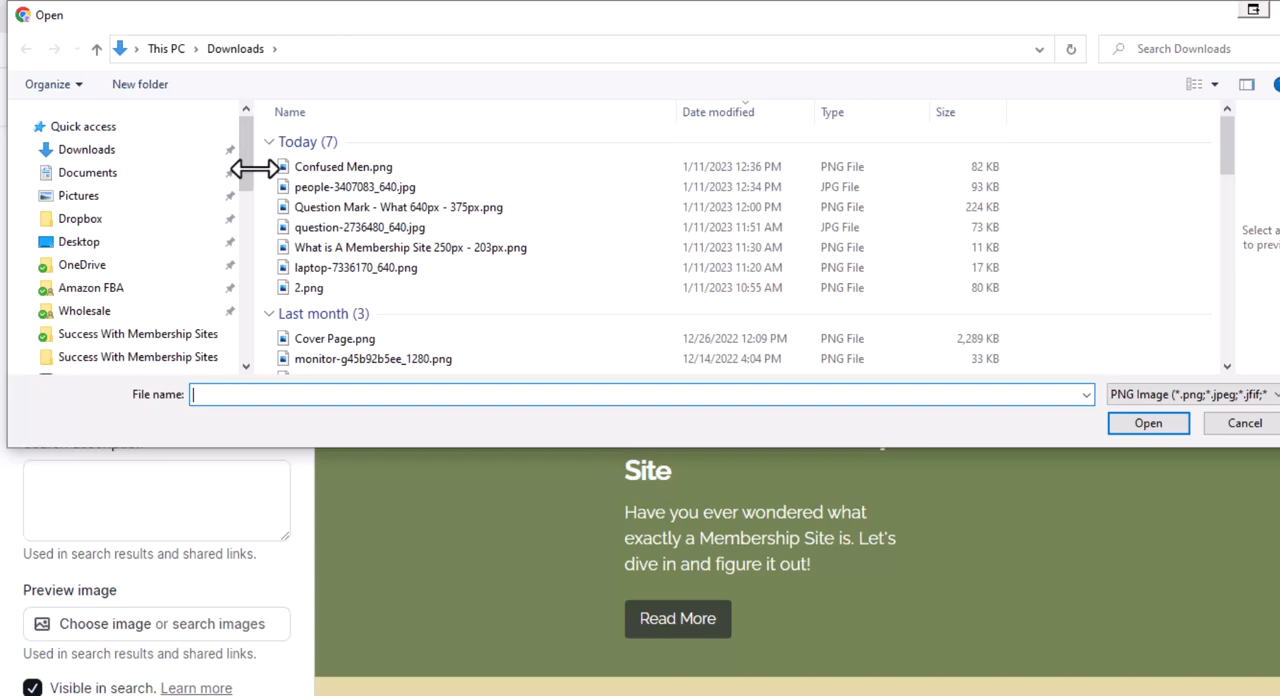 Open
This PC > Downloads >
Search Downloads
Organize
New folder
Name
Date modified
Type
Size
Quick access
Downloads
Documents
Pictures
Dropbox
Desktop
OneDrive
Amazon FBA
Wholesale
Success With Membership Sites
Success With Membership Sites
Today (7)
Confused Men.png 1/11/2023 12:36 PM PNG File 82 KB
people-3407083_640.jpg 1/11/2023 12:34 PM JPG File 93 KB
Question Mark - What 640px - 375px.png 1/11/2023 12:00 PM PNG File 224 KB
question-2736480_640.jpg 1/11/2023 11:51 AM JPG File 73 KB
What is A Membership Site 250px - 203px.png 1/11/2023 11:30 AM PNG File 11 KB
laptop-7336170_640.png 1/11/2023 11:20 AM PNG File 17 KB
2.png 1/11/2023 10:55 AM PNG File 80 KB
Last month (3)
Cover Page.png 12/26/2022 12:09 PM PNG File 2,289 KB
monitor-g45b92b5ee_1280.png 12/14/2022 4:04 PM PNG File 33 KB
Select a
to previ
File name:
PNG Image (*.png;*.jpeg;*.jfif;*
Open
Cancel
Used in search results and shared links.
Preview image
Choose image or search images
Used in search results and shared links.
Visible in search. Learn more
Site
Have you ever wondered what
exactly a Membership Site is. Let's
dive in and figure it out!
Read More